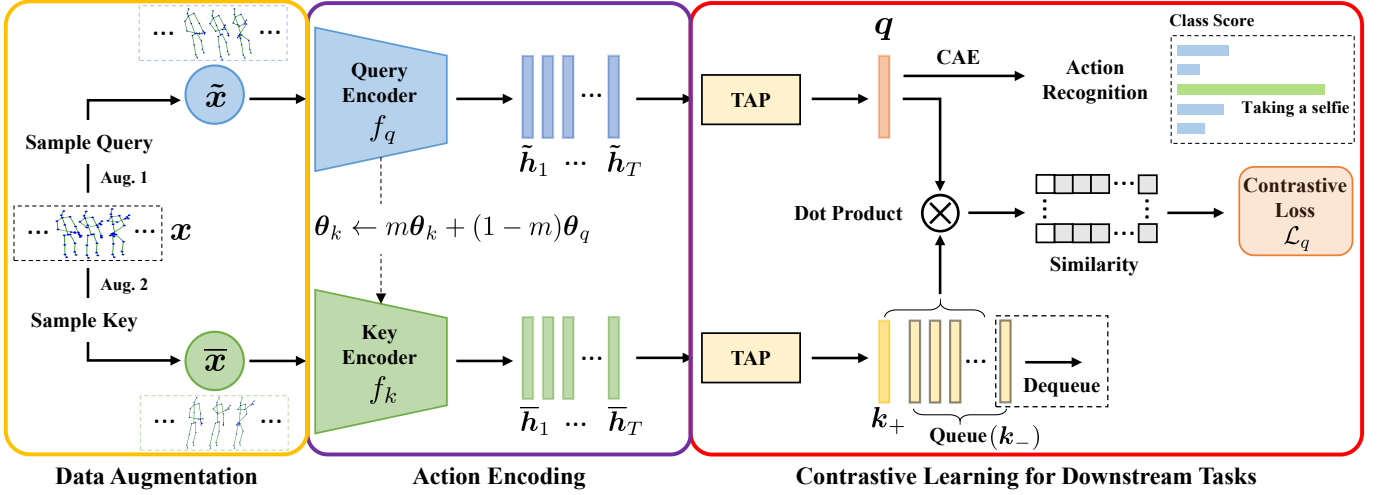 ... ...
x̃
Sample Query
Aug. 1
... ... x
Aug. 2
Sample Key
x̄
... ...
Data Augmentation
Query
Encoder
f_q
...
h̃_1 ... h̃_T
θ_k ← mθ_k + (1 − m)θ_q
Key
Encoder
f_k
...
h̄_1 ... h̄_T
Action Encoding
TAP
q
CAE
Action
Recognition
Class Score
Taking a selfie
Dot Product
...
...
Similarity
Contrastive
Loss
ℒ_q
TAP
...
Dequeue
k_+
Queue(k_−)
Contrastive Learning for Downstream Tasks